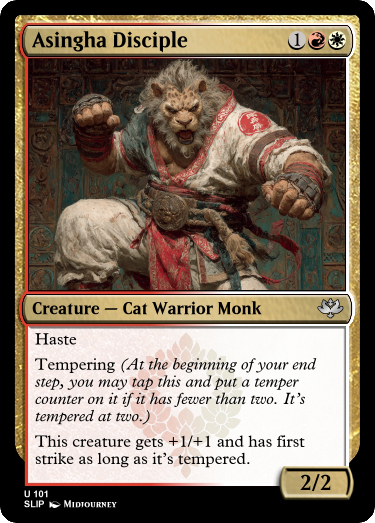 Asingha Disciple 1
Creature — Cat Warrior Monk
Haste
Tempering (At the beginning of your end
step, you may tap this and put a temper
counter on it if it has fewer than two. It's
tempered at two.)
This creature gets +1/+1 and has first
strike as long as it's tempered.
2/2
U 101
SLIP Midjourney